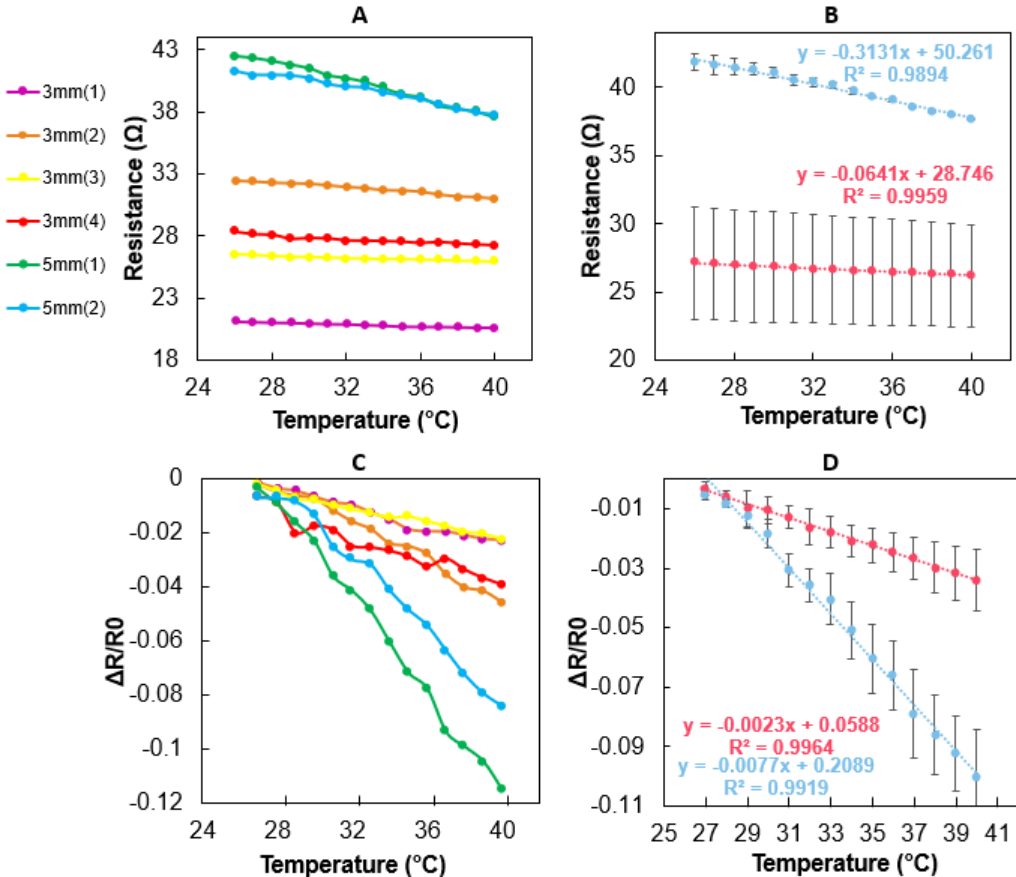 A
43
38
33
28
23
18
Resistance (Ω)
24
28
32
36
40
Temperature (°C)
3mm(1)
3mm(2)
3mm(3)
3mm(4)
5mm(1)
5mm(2)
B
y = -0.3131x + 50.261
R² = 0.9894
y = -0.0641x + 28.746
R² = 0.9959
40
35
30
25
20
Resistance (Ω)
24
28
32
36
40
Temperature (°C)
C
0
-0.02
-0.04
-0.06
-0.08
-0.1
-0.12
ΔR/R0
24
28
32
36
40
Temperature (°C)
D
-0.01
-0.03
-0.05
-0.07
-0.09
-0.11
ΔR/R0
y = -0.0023x + 0.0588
R² = 0.9964
y = -0.0077x + 0.2089
R² = 0.9919
25
27
29
31
33
35
37
39
41
Temperature (°C)